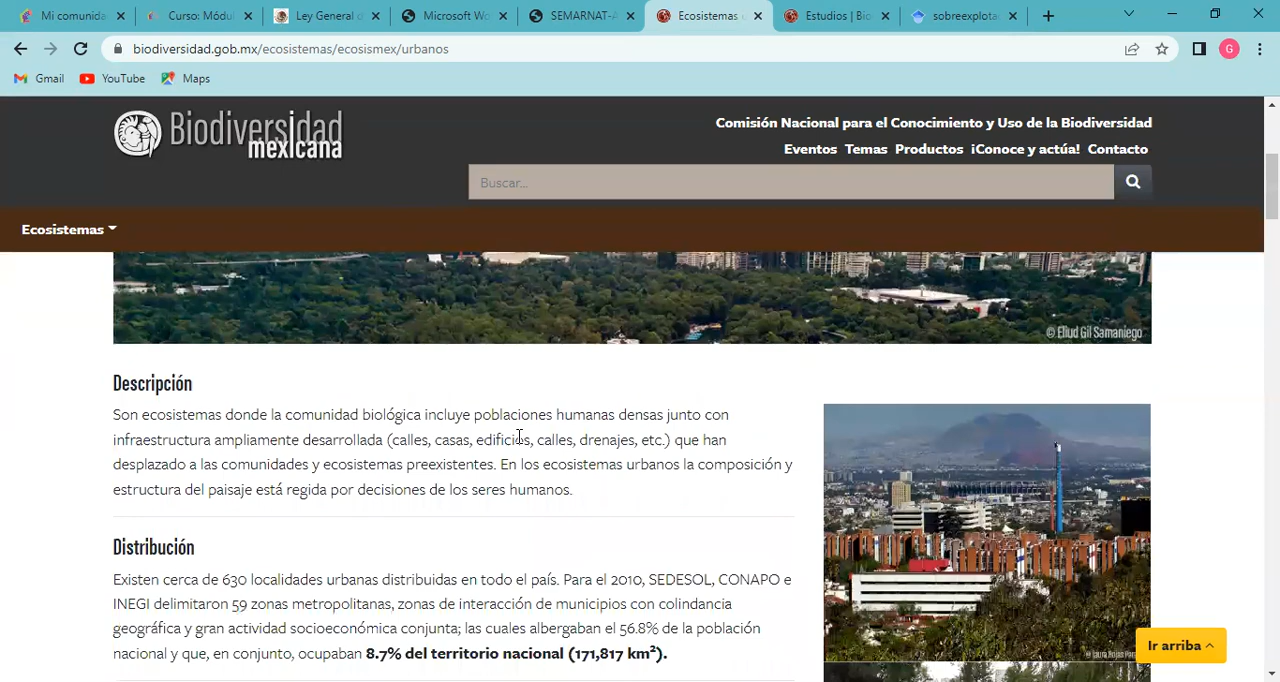 Mi comunida
Curso: Módul
Ley General d
Microsoft Wo
SEMARNAT-A
Ecosistemas u
Estudios | Bio
sobreexplota
biodiversidad.gob.mx/ecosistemas/ecosismex/urbanos
G
Gmail YouTube Maps
Biodiversidad
mexicana
Comisión Nacional para el Conocimiento y Uso de la Biodiversidad
Eventos Temas Productos ¡Conoce y actúa! Contacto
Buscar...
Ecosistemas
© Eliud Gil Samaniego
Descripción
Son ecosistemas donde la comunidad biológica incluye poblaciones humanas densas junto con
infraestructura ampliamente desarrollada (calles, casas, edificios, calles, drenajes, etc.) que han
desplazado a las comunidades y ecosistemas preexistentes. En los ecosistemas urbanos la composición y
estructura del paisaje está regida por decisiones de los seres humanos.
Distribución
Existen cerca de 630 localidades urbanas distribuidas en todo el país. Para el 2010, SEDESOL, CONAPO e
INEGI delimitaron 59 zonas metropolitanas, zonas de interacción de municipios con colindancia
geográfica y gran actividad socioeconómica conjunta; las cuales albergaban el 56.8% de la población
nacional y que, en conjunto, ocupaban 8.7% del territorio nacional (171,817 km²).
Ir arriba